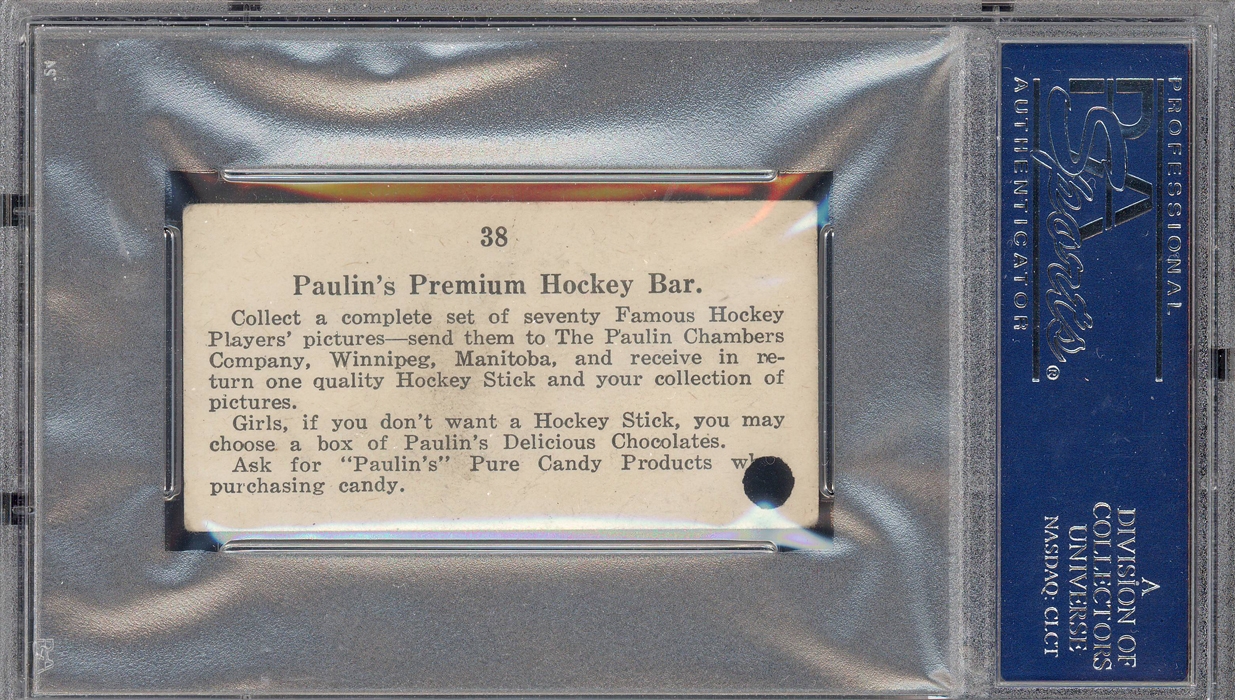 38
Paulin's Premium Hockey Bar.
Collect a complete set of seventy Famous Hockey
Players' pictures—send them to The Paulin Chambers
Company, Winnipeg, Manitoba, and receive in re-
turn one quality Hockey Stick and your collection of
pictures.
Girls, if you don't want a Hockey Stick, you may
choose a box of Paulin's Delicious Chocolates.
Ask for "Paulin's" Pure Candy Products
purchasing candy.
PROFESSIONAL
PSA
Sports
AUTHENTICATOR
®
A
DIVISION OF
COLLECTORS
UNIVERSE
NASDAQ: CLCT
PSA